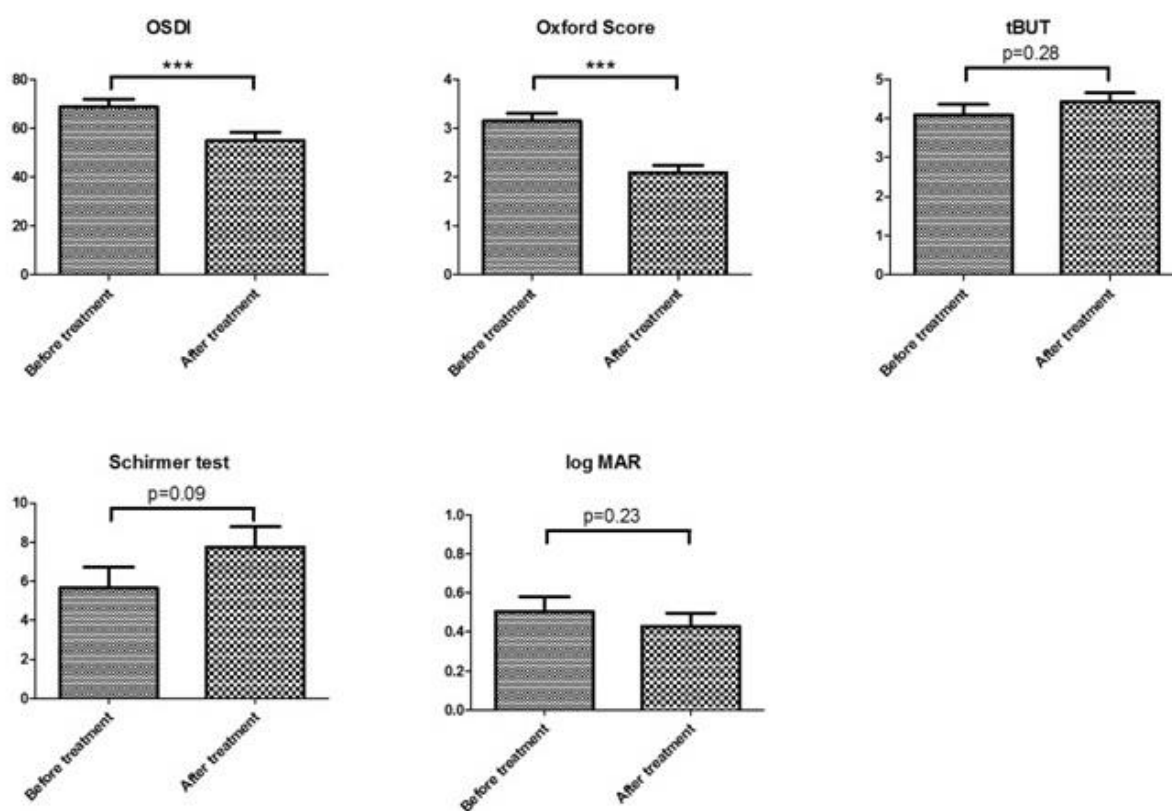 OSDI
***
80
60
40
20
0
Before treatment
After treatment
Oxford Score
***
4
3
2
1
0
Before treatment
After treatment
tBUT
p=0.28
5
4
3
2
1
0
Before treatment
After treatment
Schirmer test
p=0.09
10
8
6
4
2
0
Before treatment
After treatment
log MAR
p=0.23
1.0
0.8
0.6
0.4
0.2
0.0
Before treatment
After treatment